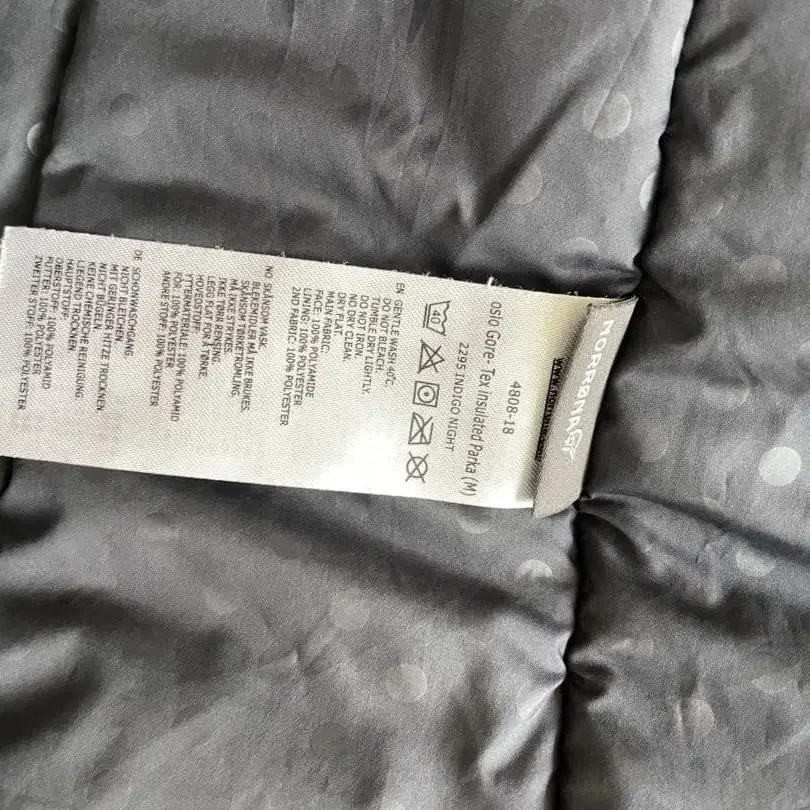 NORRØNA
4808-18
Oslo Gore- Tex insulated Parka (M)
2295 INDIGO NIGHT
40
EN GENTLE WASH 40°C.
DO NOT BLEACH.
TUMBLE DRY LIGHTLY.
DO NOT IRON.
NO DRY CLEAN.
DRY FLAT.
MAIN FABRIC:
FACE: 100% POLYAMIDE
LINING: 100% POLYESTER
2ND FABRIC: 100% POLYESTER
NO SKÅNSOM VASK.
BLEKEMIDLER MÅ IKKE BRUKES.
SKÅNSOM TØRKETROMLING.
MÅ IKKE STRYKES.
IKKE TØRR RENSING.
LEGG FLAT FOR Å TØRKE.
HOVEDSTOFF:
YTTERMATERIALE: 100% POLYAMID
FÔR: 100% POLYESTER
ANDRE STOFF: 100% POLYESTER
DE SCHONWASCHGANG.
NICHT BLEICHEN.
MIT GERINGER HITZE TROCKNEN.
NICHT BÜGELN.
KEINE CHEMISCHE REINIGUNG
LIEGEND TROCKNEN.
HAUPTSTOFF:
OBERSTOFF: 100% POLYAMID
FUTTER: 100% POLYESTER
ZWEITER STOFF: 100% POLYESTER